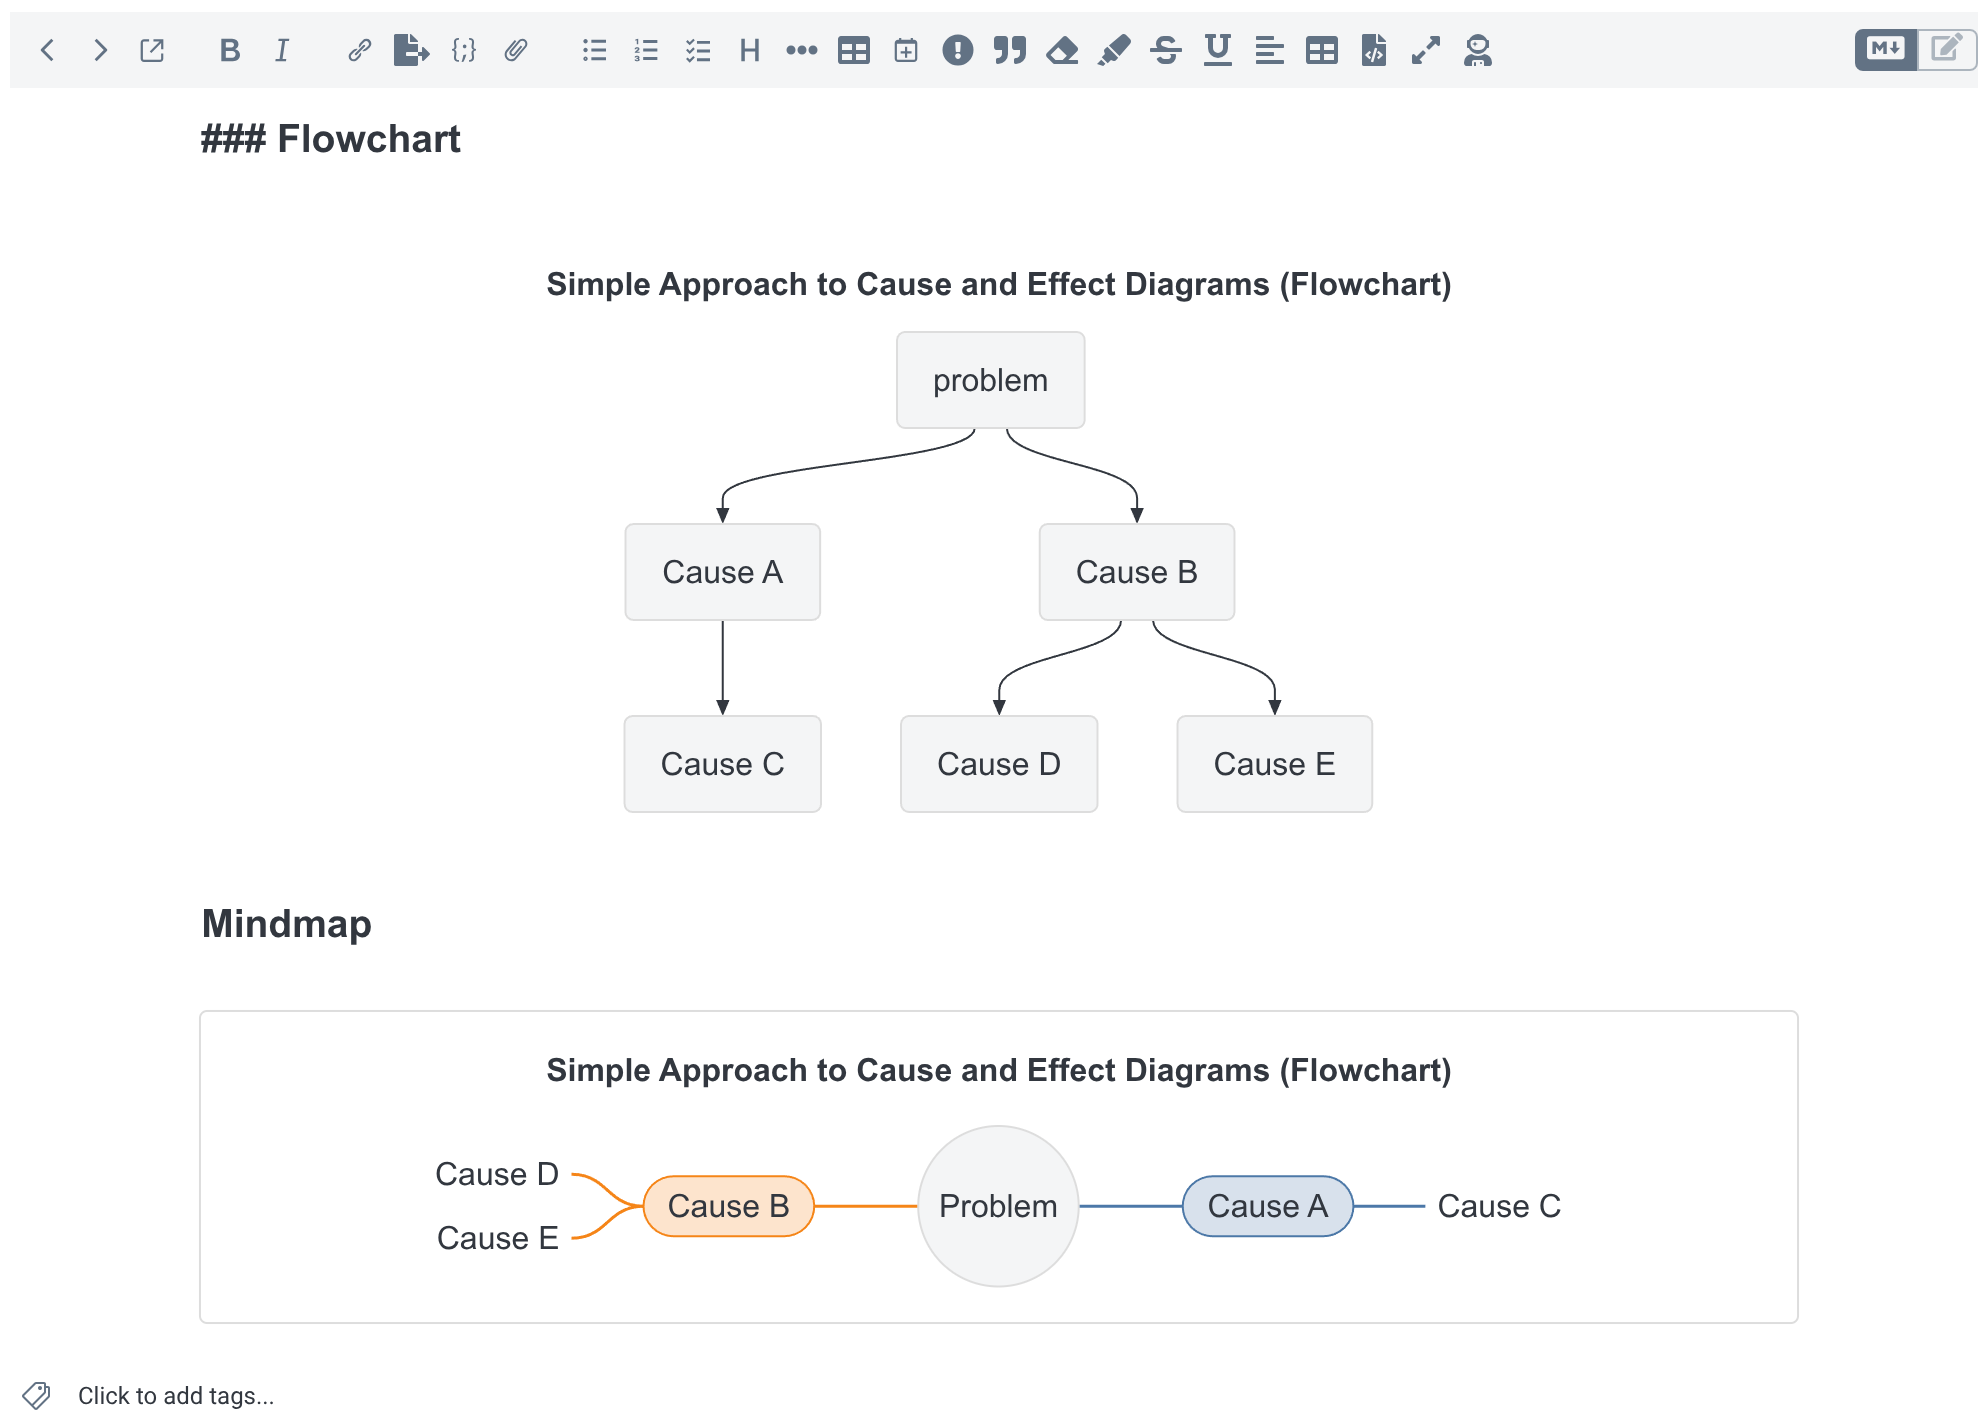 ### Flowchart
Simple Approach to Cause and Effect Diagrams (Flowchart)
problem
Cause A
Cause B
Cause C
Cause D
Cause E
Mindmap
Simple Approach to Cause and Effect Diagrams (Flowchart)
Cause D
Cause E
Cause B
Problem
Cause A
Cause C
Click to add tags...